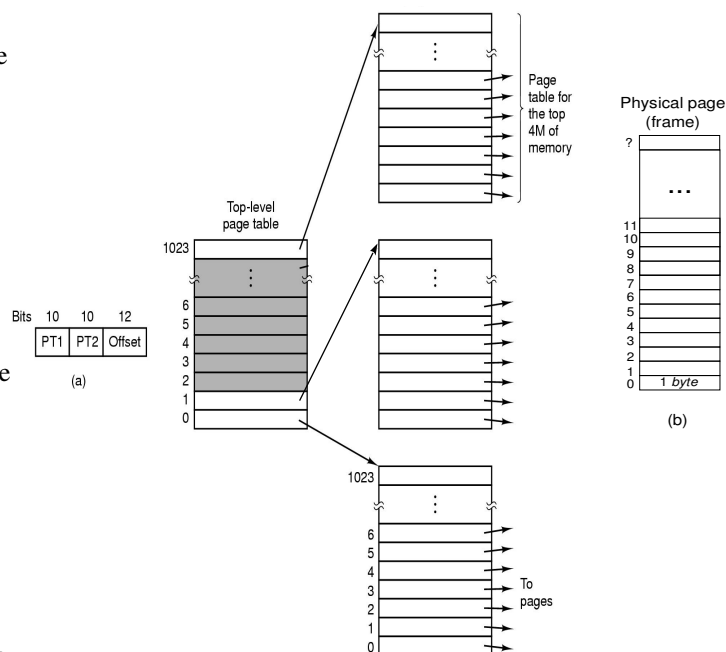 e
Page
table for
the top
4M of
memory
Physical page
(frame)
?
...
11
10
9
8
7
6
5
4
3
2
1
0
1 byte
(b)
Top-level
page table
1023
6
5
4
3
2
1
0
Bits 10 10 12
PT1 PT2 Offset
(a)
e
1023
6
5
4
3
2
1
0
To
pages